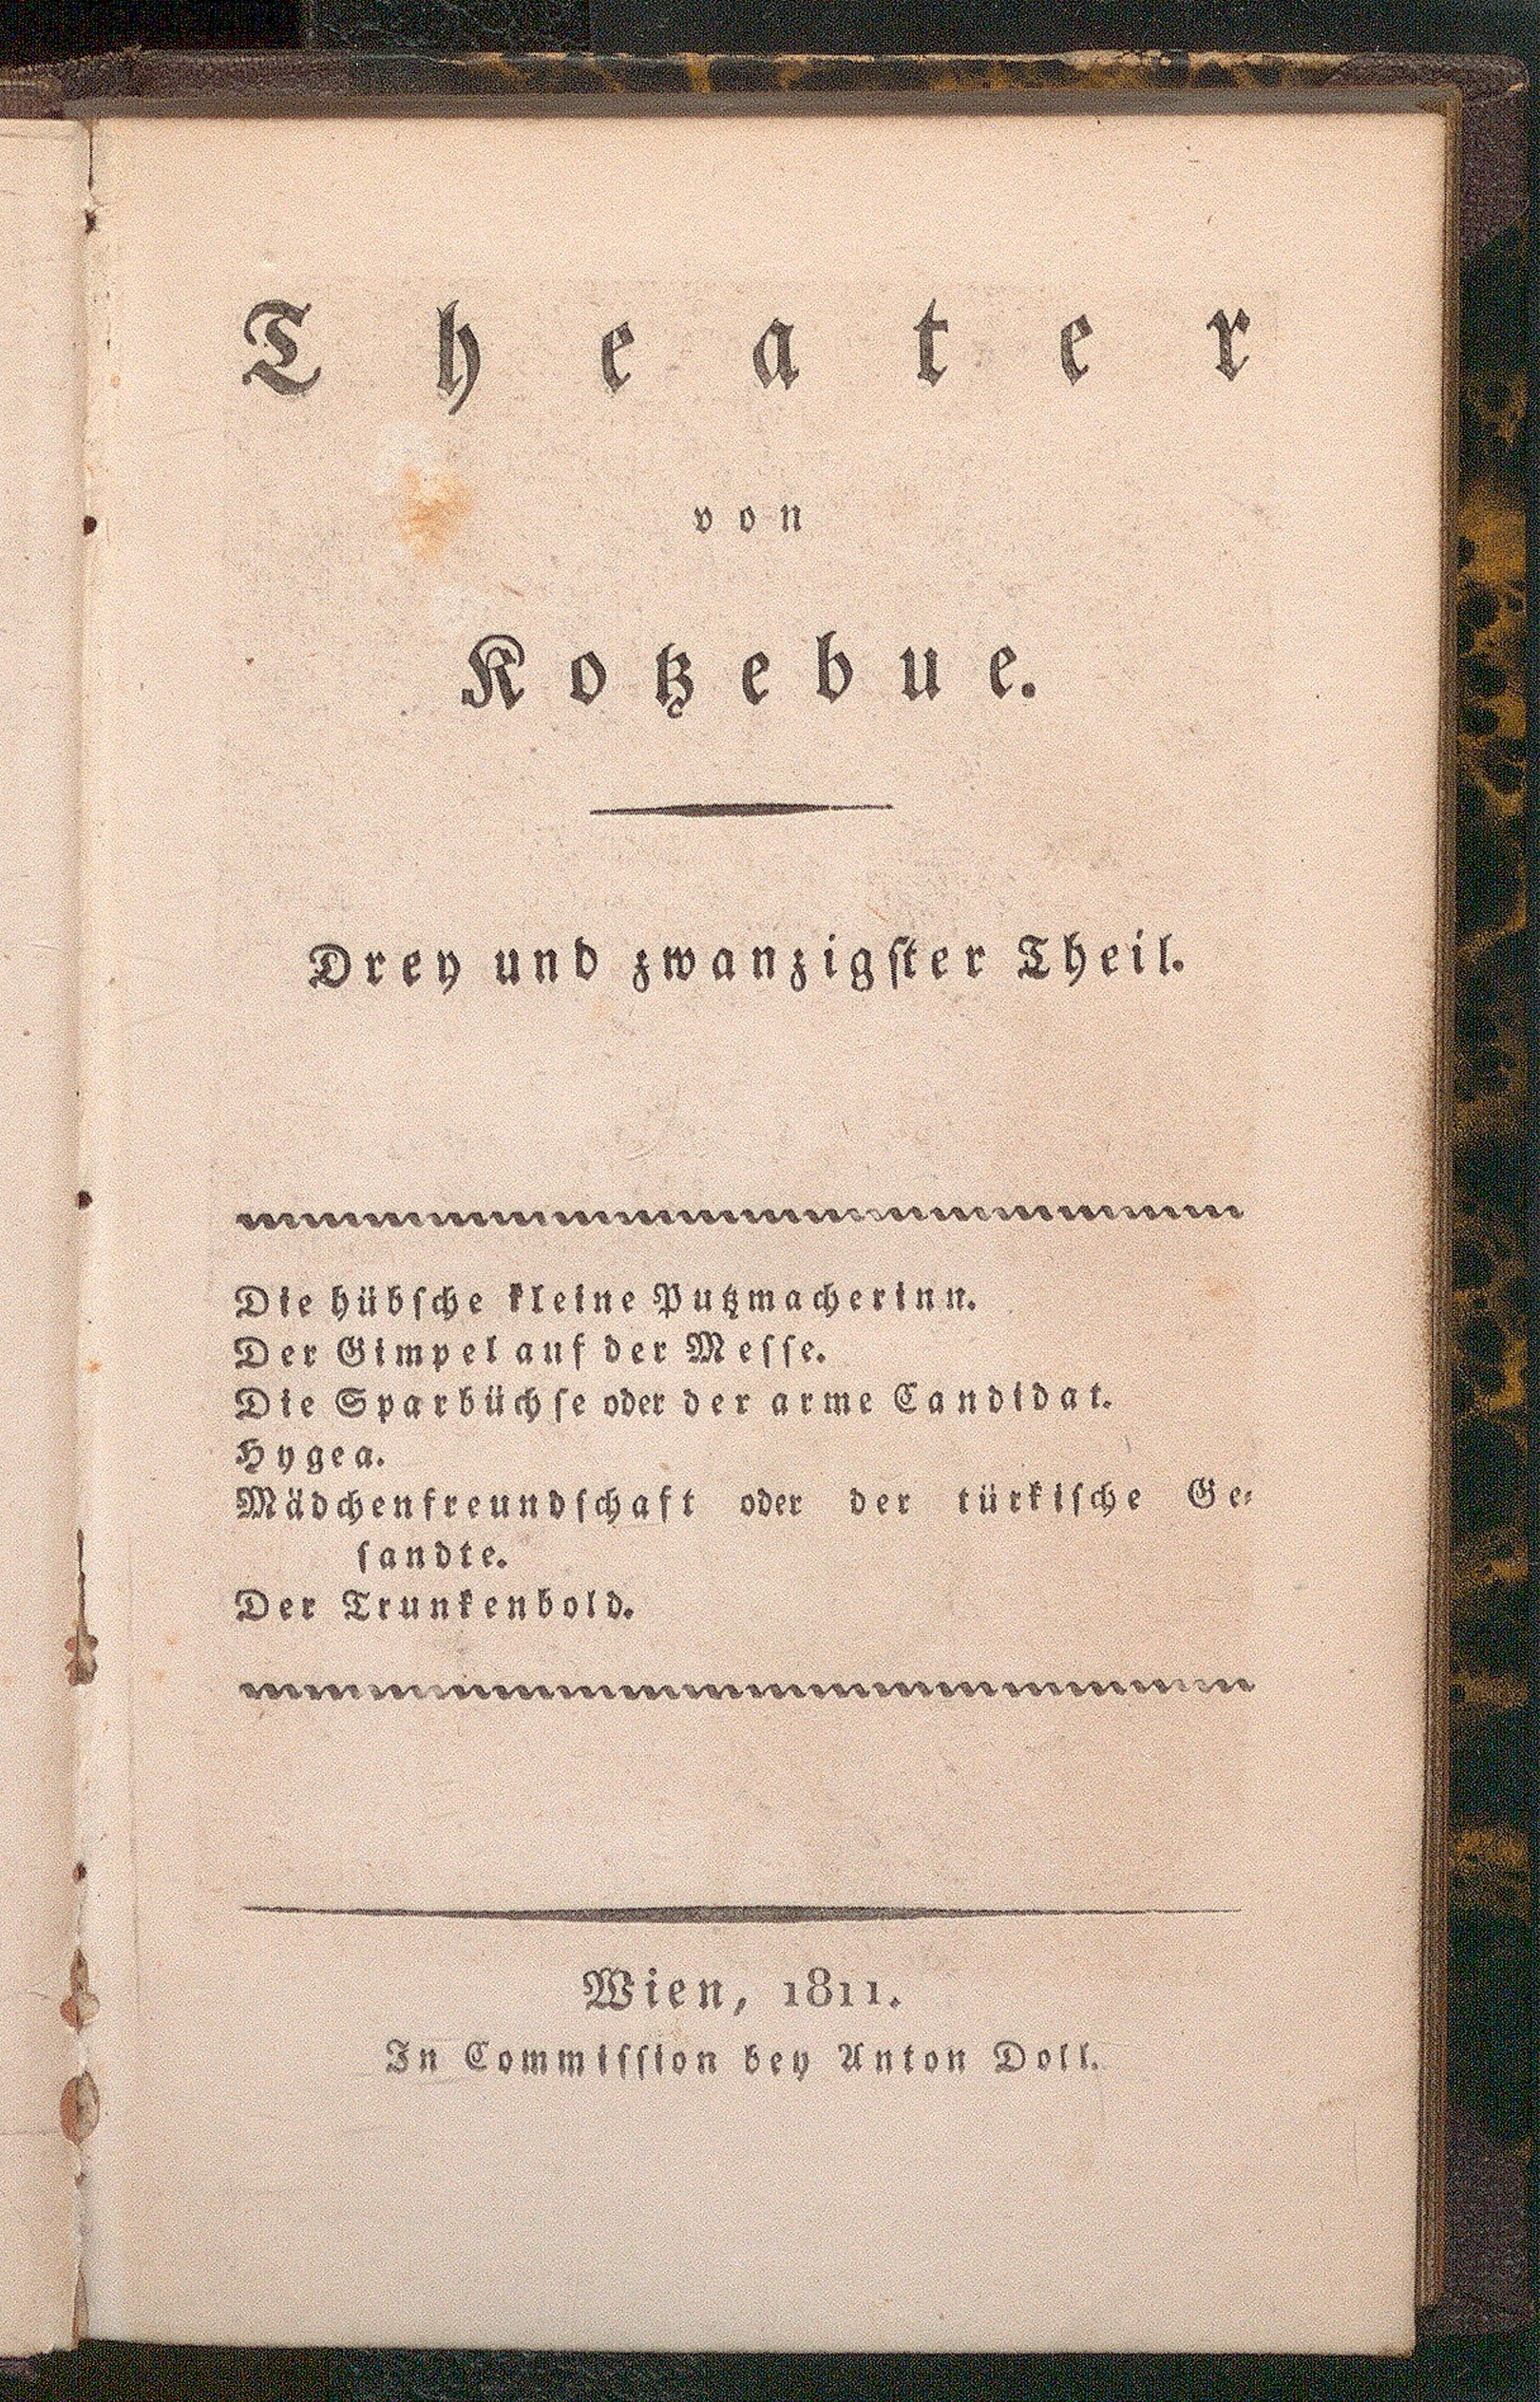 Theater
von
Kotzebue.
Drey und zwanzigster Theil.
Die hübsche kleine Putzmacherinn.
Der Gimpel auf der Messe.
Die Sparbüchse oder der arme Candidat.
Hygea.
Mädchenfreundschaft oder der türkische Ge-
sandte.
Der Trunkenbold.
Wien, 1811.
In Commission bey Anton Doll.